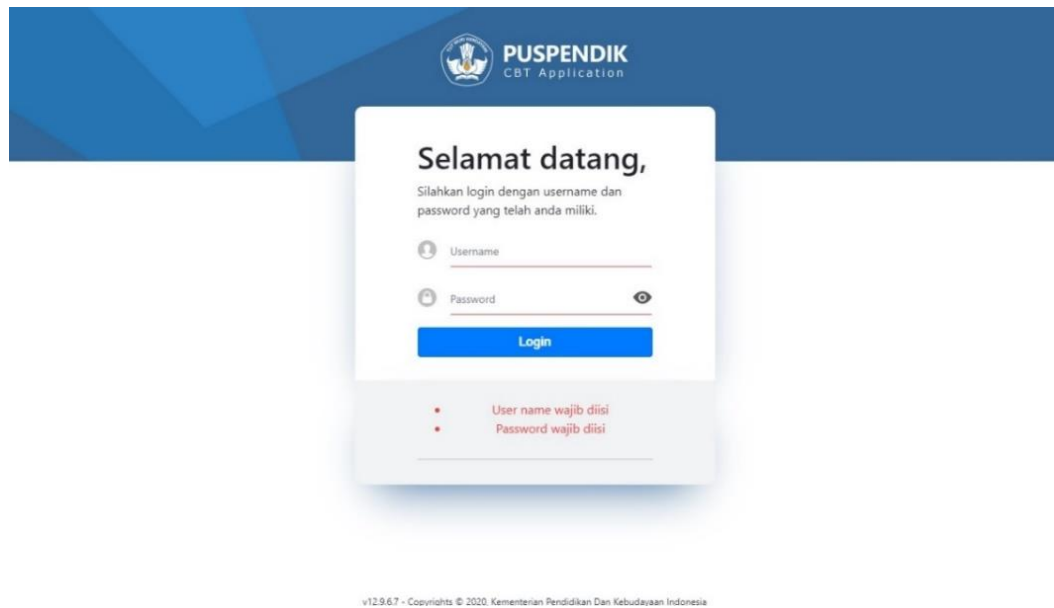 PUSPENDIK
CBT Application
Selamat datang,
Silahkan login dengan username dan
password yang telah anda miliki.
Username
Password
Login
• User name wajib diisi
• Password wajib diisi
v12.9.6.7 - Copyrights © 2020, Kementerian Pendidikan Dan Kebudayaan Indonesia